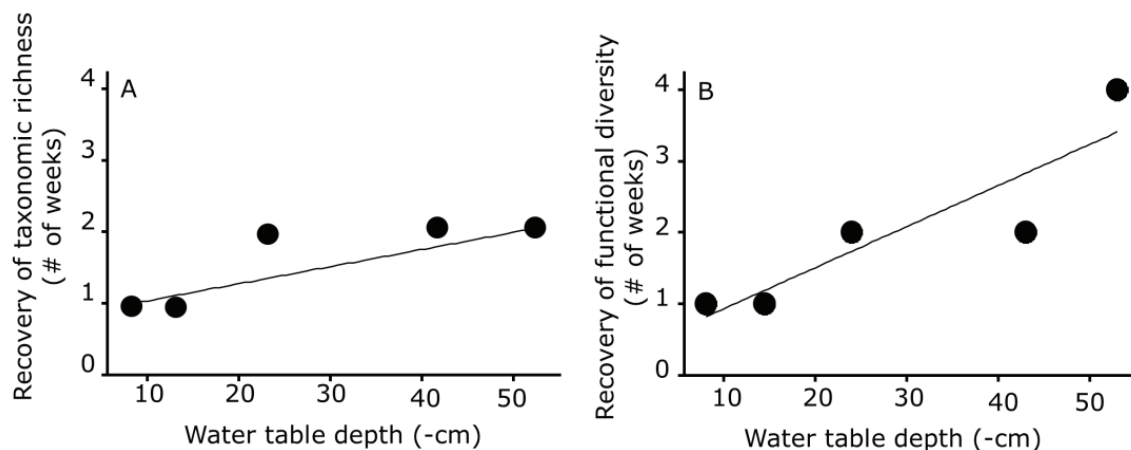 Recovery of taxonomic richness
(# of weeks)
A
4
3
2
1
0
10 20 30 40 50
Water table depth (-cm)
Recovery of functional diversity
(# of weeks)
B
4
3
2
1
0
10 20 30 40 50
Water table depth (-cm)